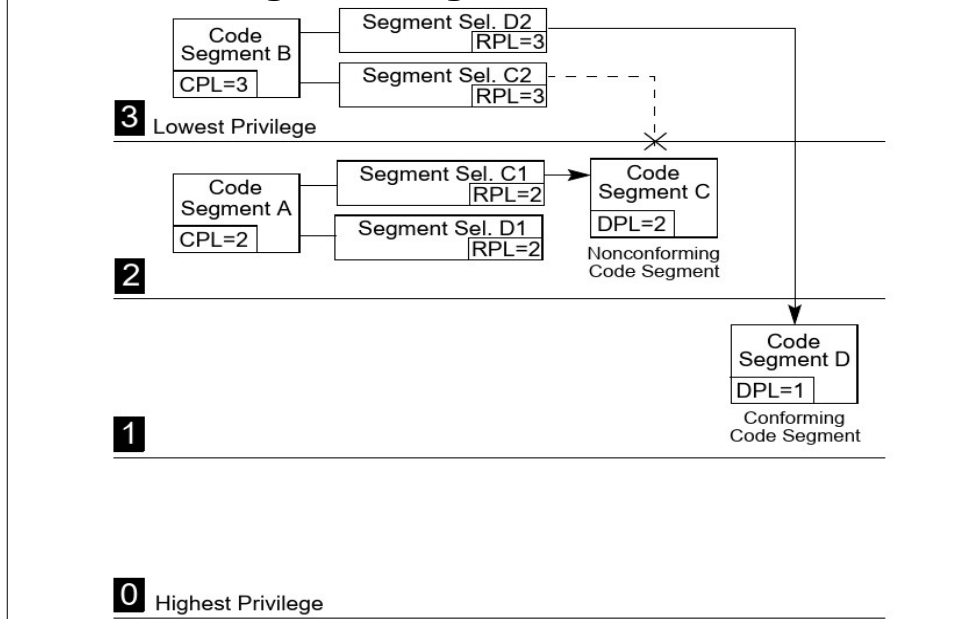 Code
Segment B
CPL=3
Segment Sel. D2
RPL=3
Segment Sel. C2
RPL=3
3 Lowest Privilege
Code
Segment A
CPL=2
Segment Sel. C1
RPL=2
Segment Sel. D1
RPL=2
Code
Segment C
DPL=2
Nonconforming
Code Segment
2
Code
Segment D
DPL=1
Conforming
Code Segment
1
0 Highest Privilege